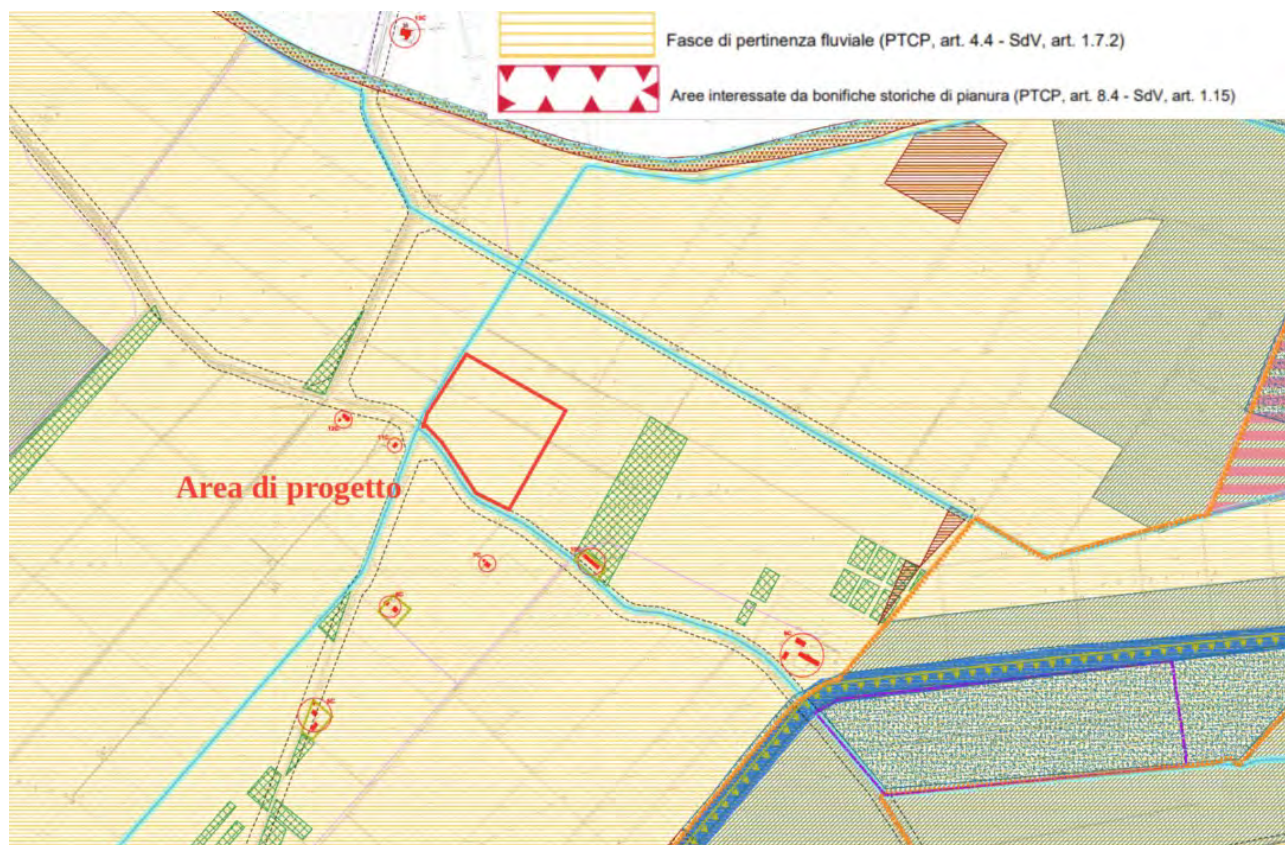 Fasce di pertinenza fluviale (PTCP, art. 4.4 - SdV, art. 1.7.2)
Aree interessate da bonifiche storiche di pianura (PTCP, art. 8.4 - SdV, art. 1.15)
Area di progetto